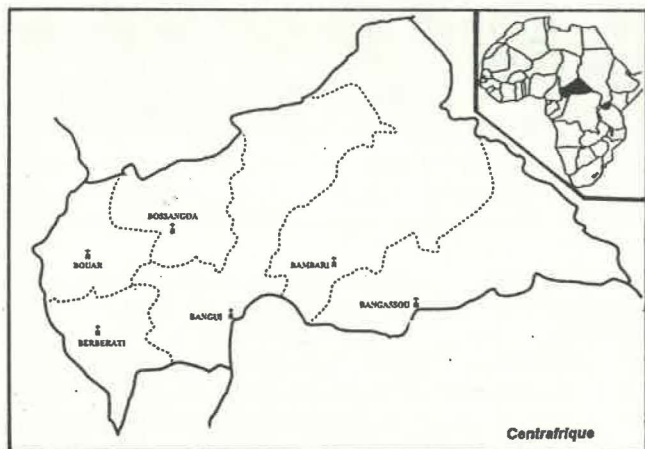 BOSSANGOA
BOUAR
BAMBARI
BANGASSOU
BANGUI
BERBERATI
Centrafrique